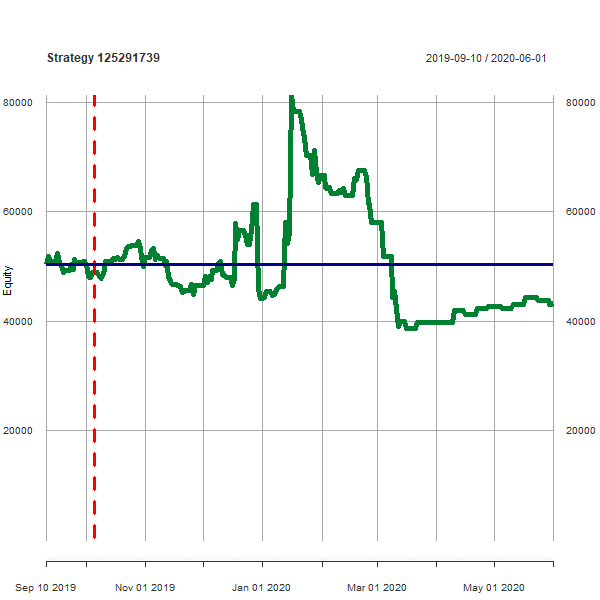 Strategy 125291739
2019-09-10 / 2020-06-01
80000
80000
60000
60000
Equity
40000
40000
20000
20000
Sep 10 2019
Nov 01 2019
Jan 01 2020
Mar 01 2020
May 01 2020